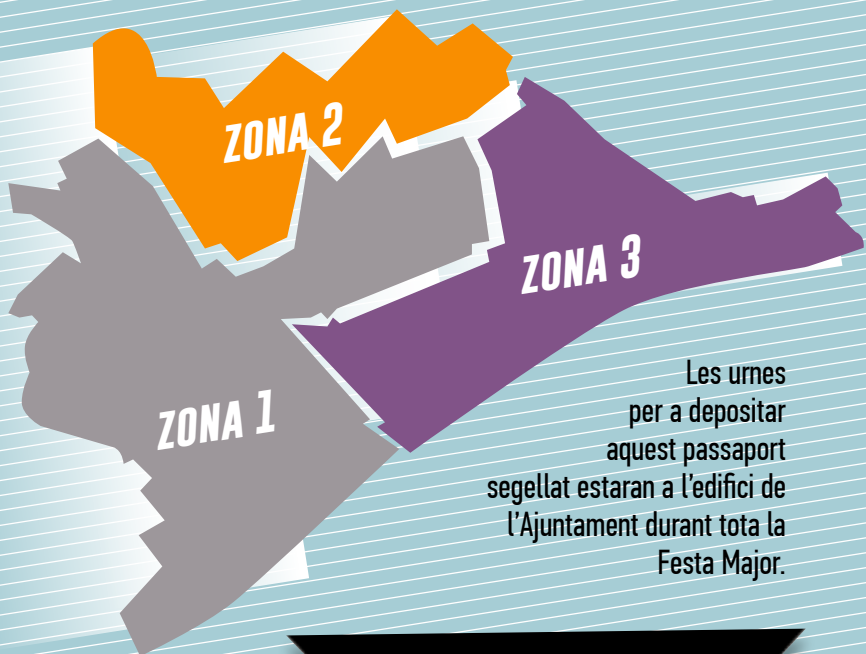 ZONA 2
ZONA 3
ZONA 1
Les urnes
per a depositar
aquest passaport
segellat estaran a l’edifici de
l’Ajuntament durant tota la
Festa Major.